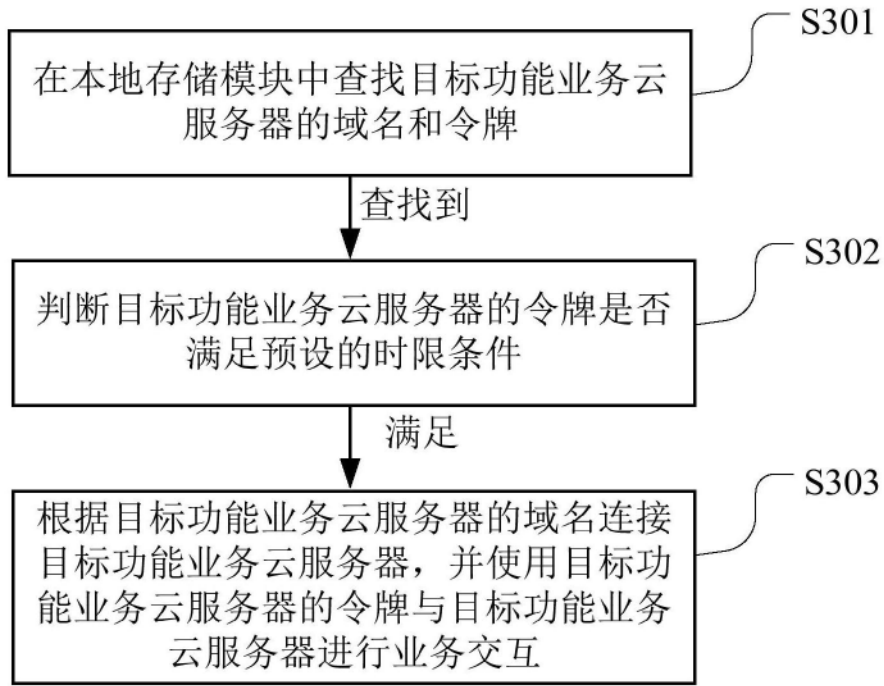 S301
在本地存储模块中查找目标功能业务云
服务器的域名和令牌
查找到
S302
判断目标功能业务云服务器的令牌是否
满足预设的时限条件
满足
S303
根据目标功能业务云服务器的域名连接
目标功能业务云服务器，并使用目标功
能业务云服务器的令牌与目标功能业务
云服务器进行业务交互